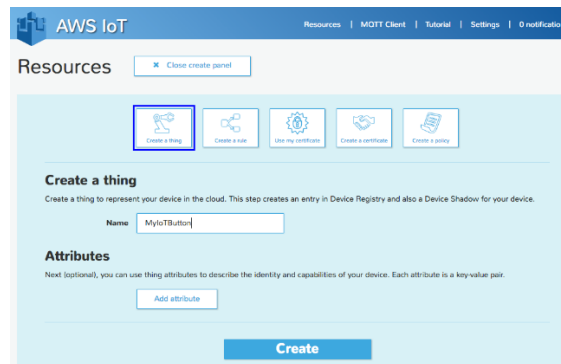 AWS IoT
Resources | MQTT Client | Tutorial | Settings | 0 notificatio
Resources
✖ Close create panel
Create a thing
Create a rule
Use my certificate
Create a certificate
Create a policy
Create a thing
Create a thing to represent your device in the cloud. This step creates an entry in Device Registry and also a Device Shadow for your device.
Name MyIoTButton
Attributes
Next (optional), you can use thing attributes to describe the identity and capabilities of your device. Each attribute is a key-value pair.
Add attribute
Create